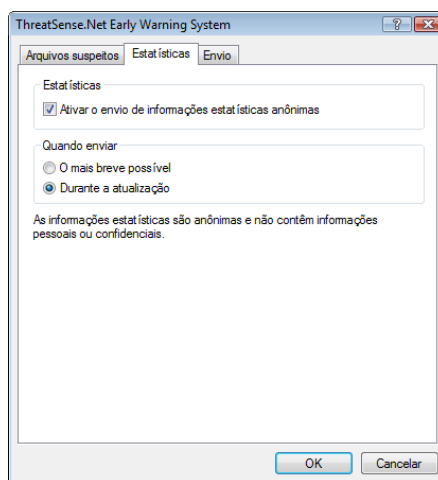 ThreatSense.Net Early Warning System
Arquivos suspeitos Estatísticas Envio
Estatísticas
Ativar o envio de informações estatísticas anônimas
Quando enviar
O mais breve possível
Durante a atualização
As informações estatísticas são anônimas e não contêm informações
pessoais ou confidenciais.
OK Cancelar